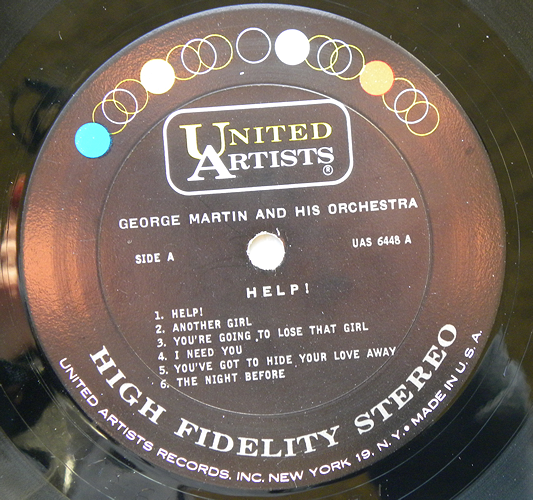 UNITED
ARTISTS®
GEORGE MARTIN AND HIS ORCHESTRA
SIDE A
UAS 6448 A
HELP!
1. HELP!
2. ANOTHER GIRL
3. YOU'RE GOING TO LOSE THAT GIRL
4. I NEED YOU
5. YOU'VE GOT TO HIDE YOUR LOVE AWAY
6. THE NIGHT BEFORE
HIGH FIDELITY STEREO
UNITED ARTISTS RECORDS, INC. NEW YORK 19, N.Y. • MADE IN U.S.A.